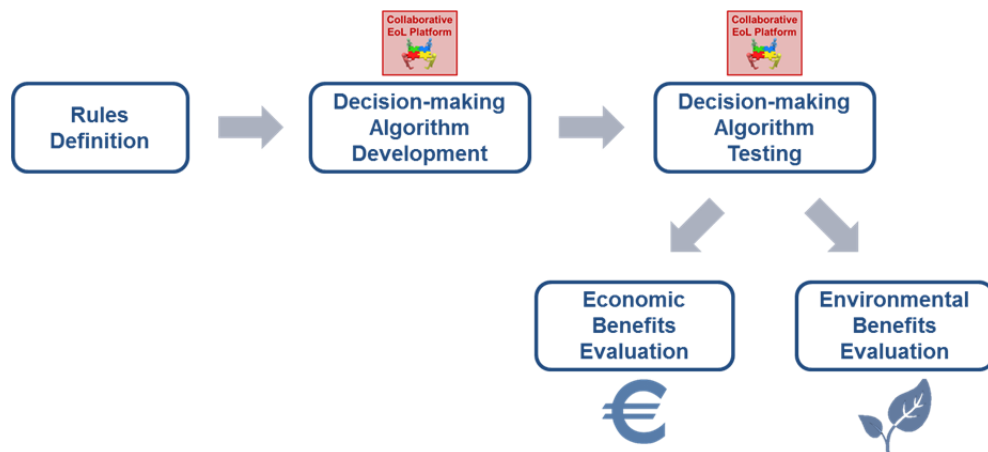 Collaborative
EoL Platform
Collaborative
EoL Platform
Rules
Definition
Decision-making
Algorithm
Development
Decision-making
Algorithm
Testing
Economic
Benefits
Evaluation
Environmental
Benefits
Evaluation
€